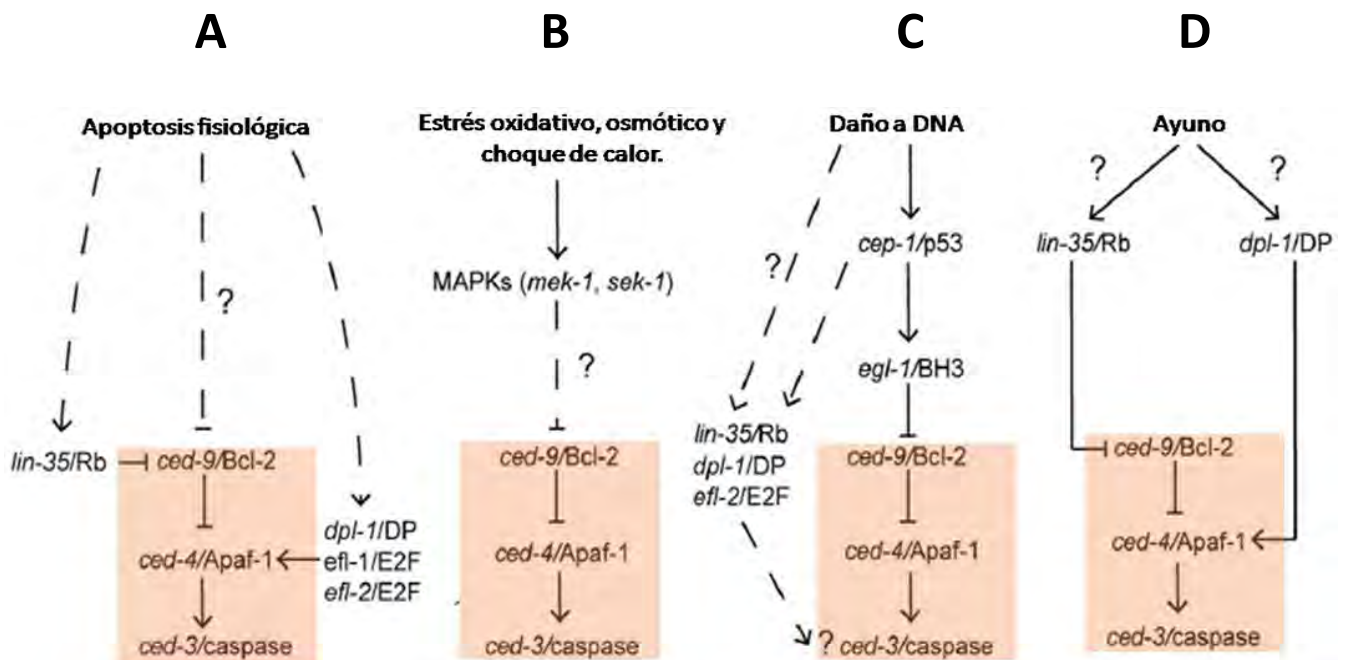 A
B
C
D
Apoptosis fisiológica
?
lin-35/Rb
ced-9/Bcl-2
ced-4/Apaf-1
dpl-1/DP
efl-1/E2F
efl-2/E2F
ced-3/caspase
Estrés oxidativo, osmótico y
choque de calor.
MAPKs (mek-1, sek-1)
?
ced-9/Bcl-2
ced-4/Apaf-1
ced-3/caspase
Daño a DNA
?
cep-1/p53
egl-1/BH3
lin-35/Rb
dpl-1/DP
efl-2/E2F
ced-9/Bcl-2
ced-4/Apaf-1
? ced-3/caspase
Ayuno
?
?
lin-35/Rb
dpl-1/DP
ced-9/Bcl-2
ced-4/Apaf-1
ced-3/caspase